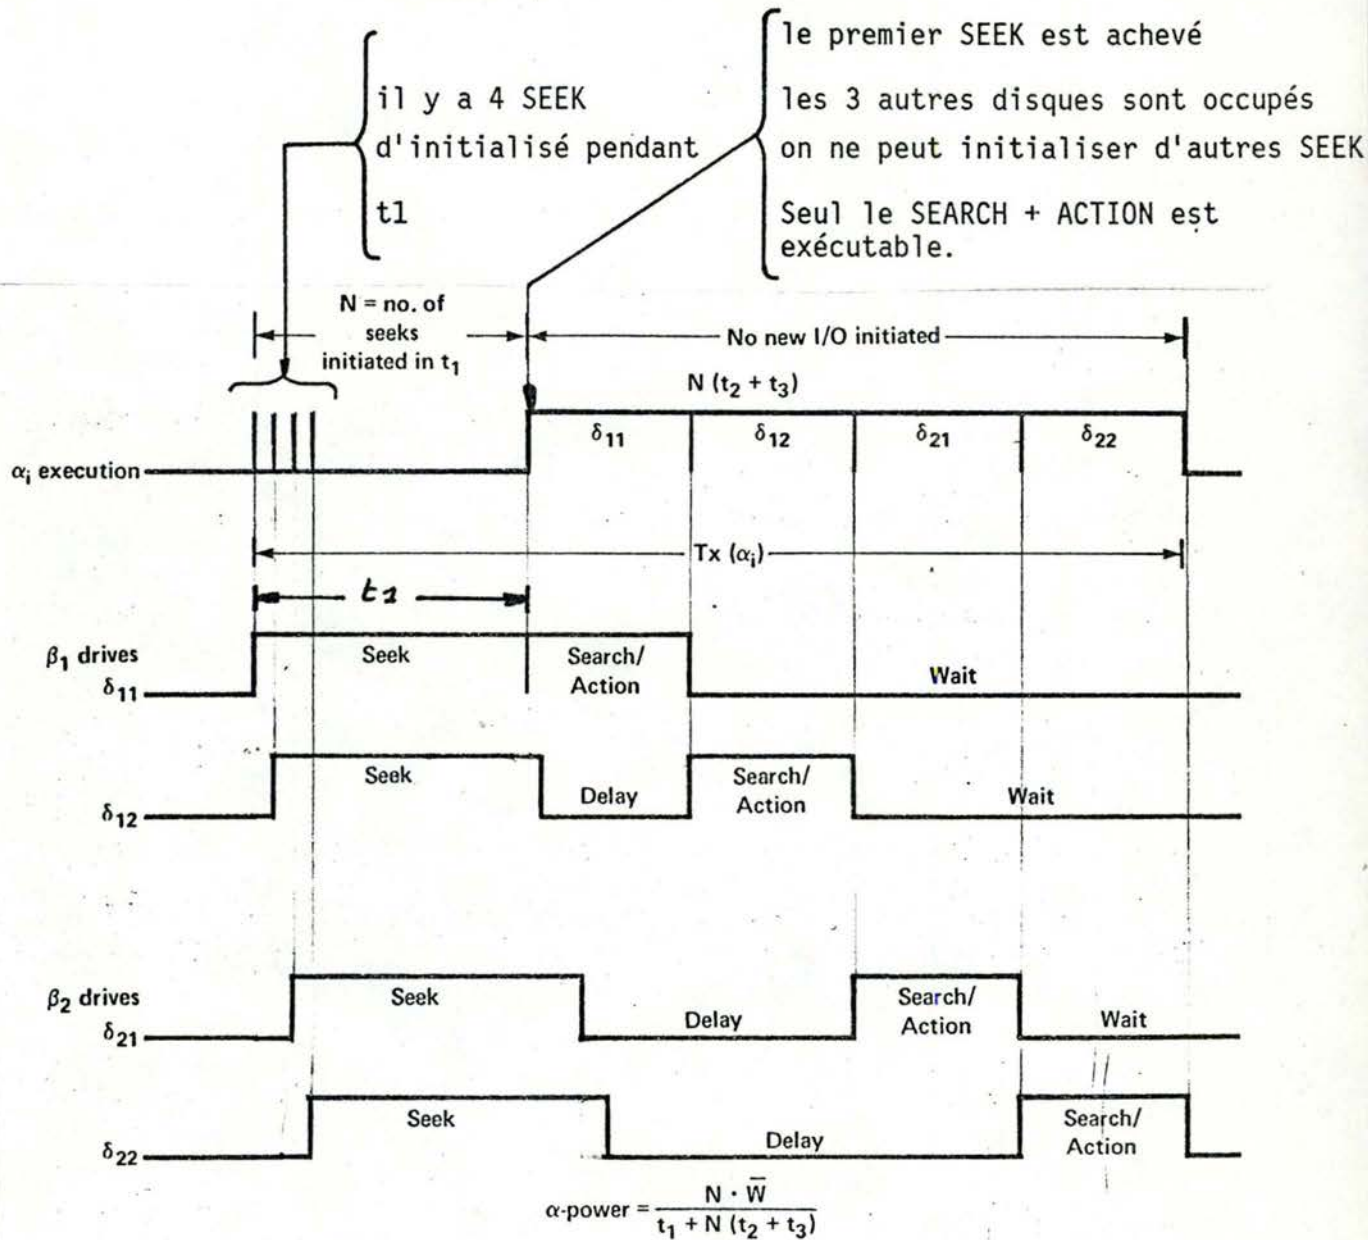 il y a 4 SEEK
d'initialisé pendant
t1
le premier SEEK est achevé
les 3 autres disques sont occupés
on ne peut initialiser d'autres SEEK
Seul le SEARCH + ACTION est
exécutable.
N = no. of
seeks
initiated in t₁
No new I/O initiated
N (t₂ + t₃)
δ₁₁ δ₁₂ δ₂₁ δ₂₂
αᵢ execution
Tx (αᵢ)
t1
β₁ drives
δ₁₁
Seek
Search/
Action
Wait
δ₁₂
Seek
Delay
Search/
Action
Wait
β₂ drives
δ₂₁
Seek
Delay
Search/
Action
Wait
δ₂₂
Seek
Delay
Search/
Action
α-power = N · W̅
t₁ + N (t₂ + t₃)